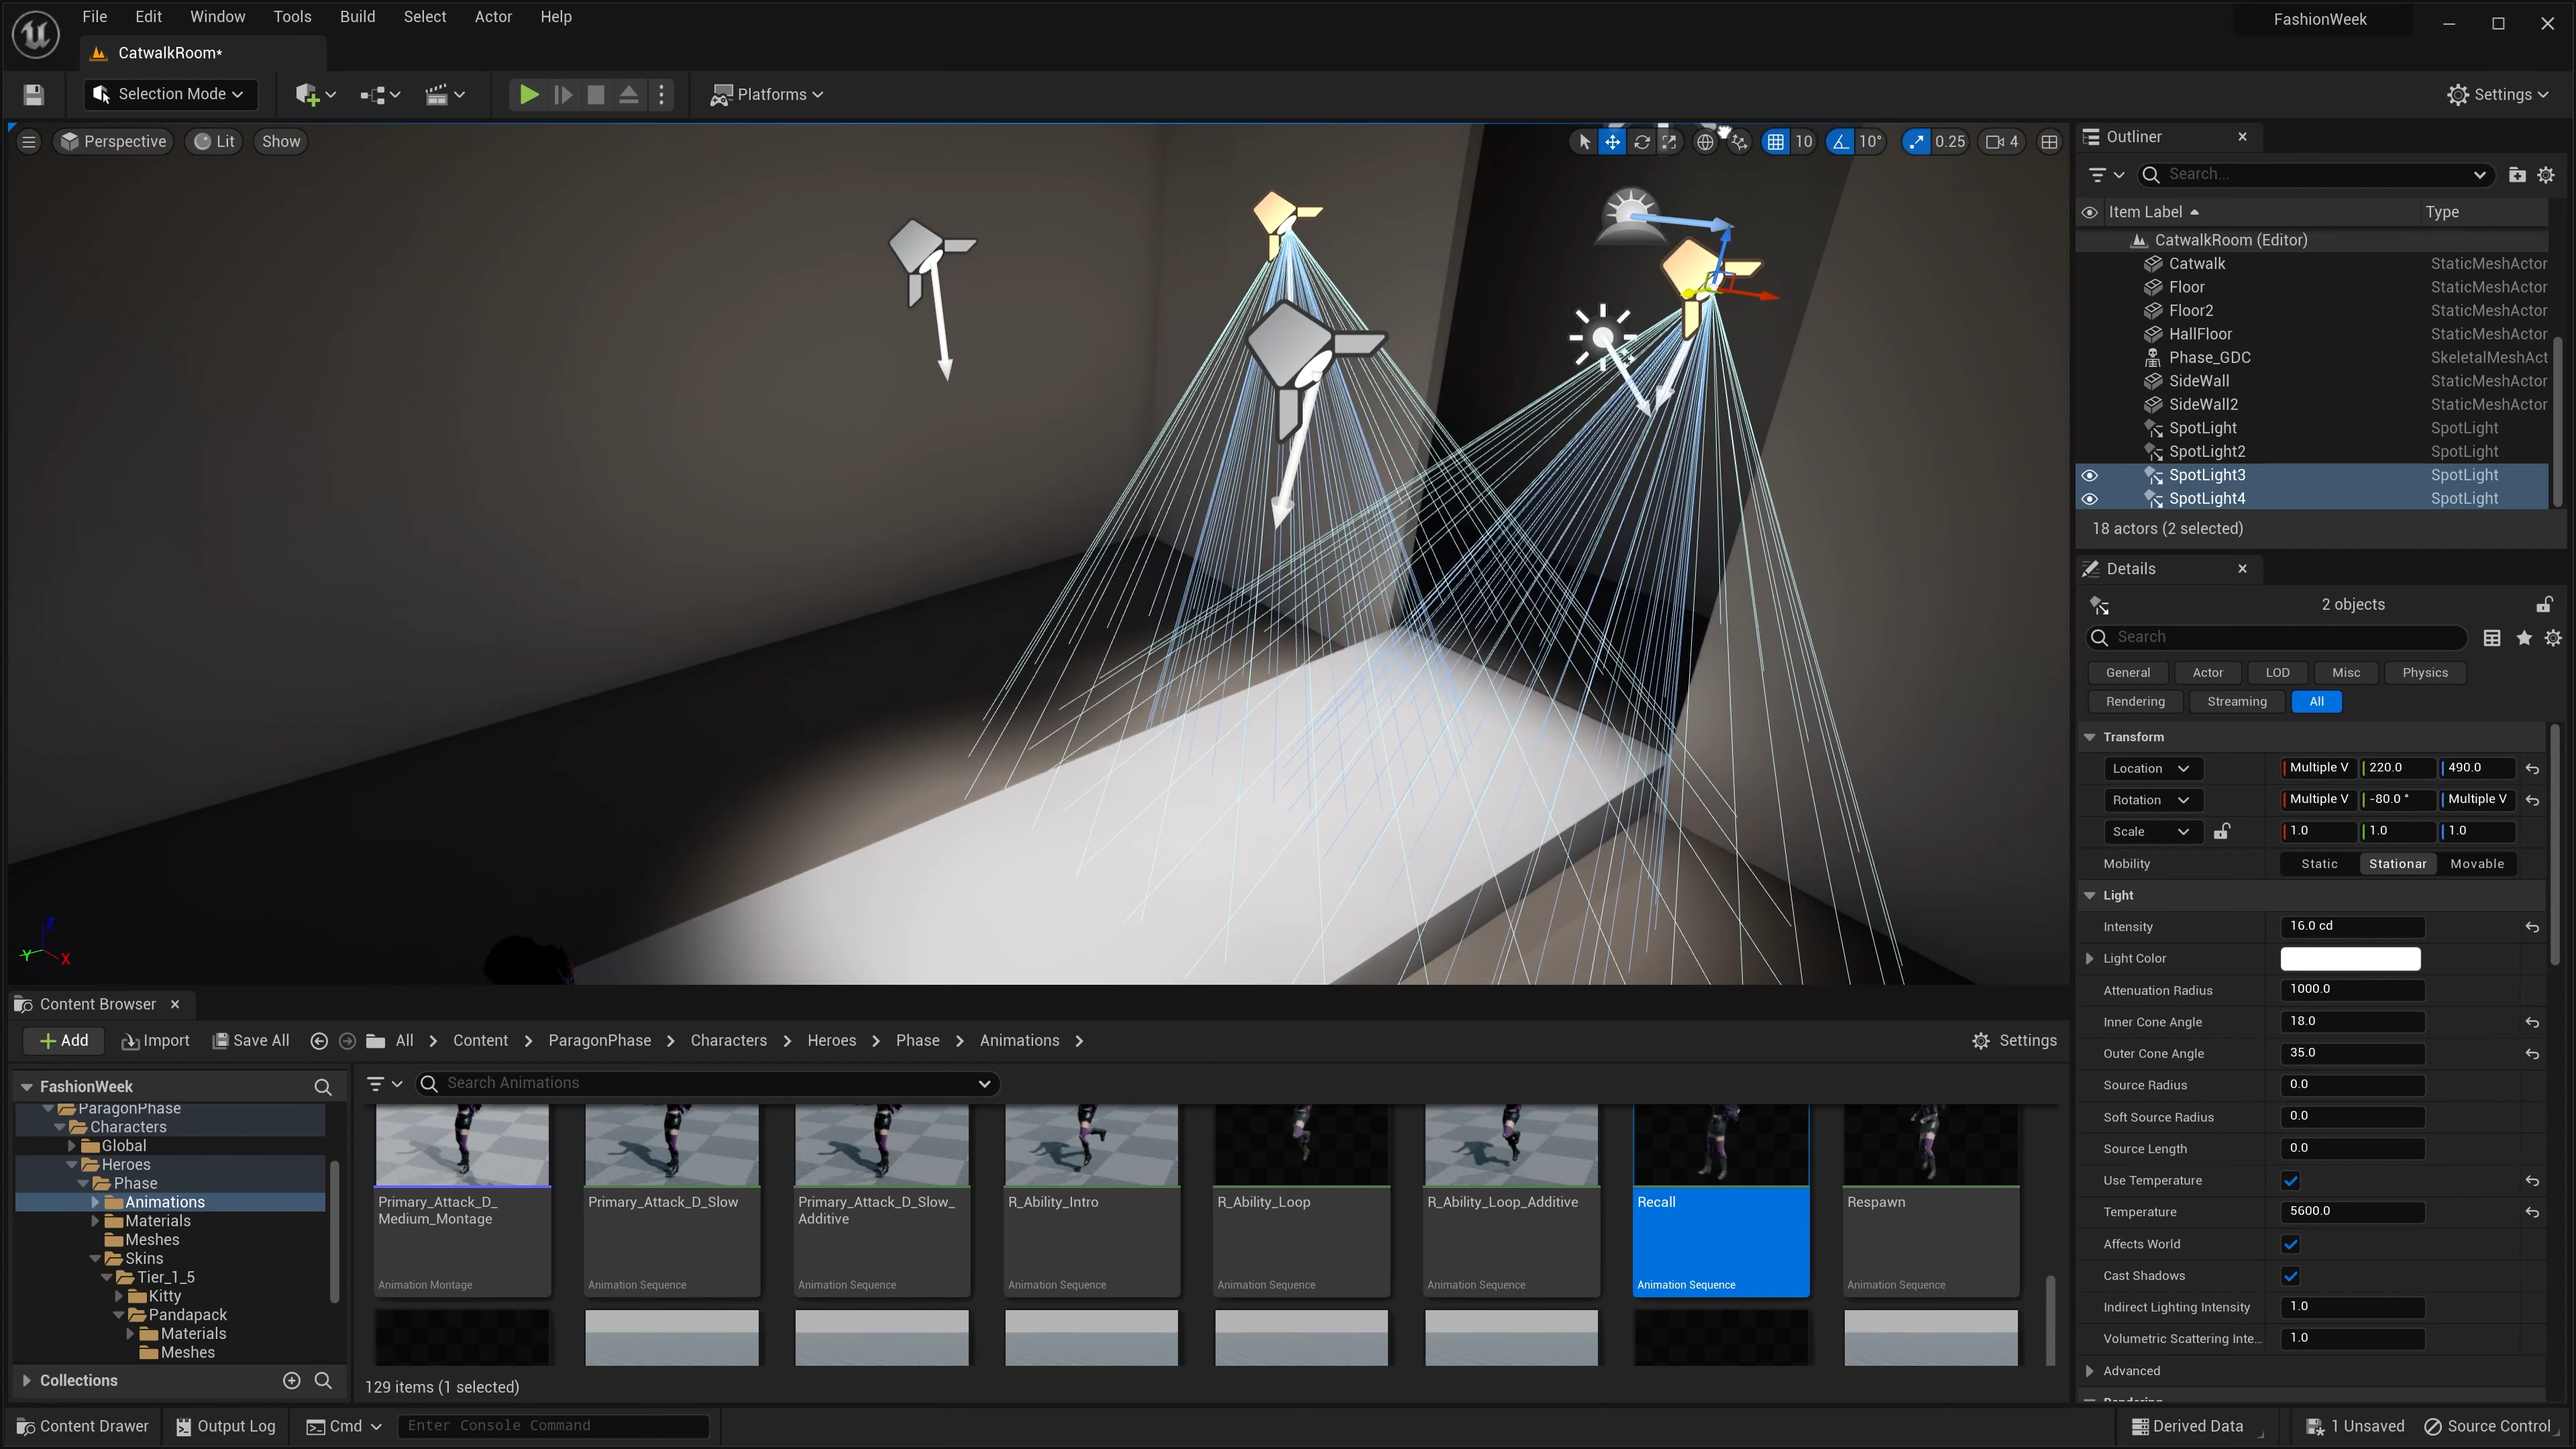 File Edit Window Tools Build Select Actor Help
FashionWeek
CatwalkRoom*
Selection Mode
Platforms
Settings
Perspective Lit Show
10 10° 0.25 4
Outliner
Search...
Item Label Type
CatwalkRoom (Editor)
Catwalk StaticMeshActor
Floor StaticMeshActor
Floor2 StaticMeshActor
HallFloor StaticMeshActor
Phase_GDC SkeletalMeshAct
SideWall StaticMeshActor
SideWall2 StaticMeshActor
SpotLight SpotLight
SpotLight2 SpotLight
SpotLight3 SpotLight
SpotLight4 SpotLight
18 actors (2 selected)
Details
2 objects
Search
General Actor LOD Misc Physics
Rendering Streaming All
Transform
Location Multiple V 220.0 490.0
Rotation Multiple V -80.0 ° Multiple V
Scale 1.0 1.0 1.0
Mobility Static Stationar Movable
Light
Intensity 16.0 cd
Light Color
Attenuation Radius 1000.0
Inner Cone Angle 18.0
Outer Cone Angle 35.0
Source Radius 0.0
Soft Source Radius 0.0
Source Length 0.0
Use Temperature
Temperature 5600.0
Affects World
Cast Shadows
Indirect Lighting Intensity 1.0
Volumetric Scattering Inte... 1.0
Advanced
Z
Y X
Content Browser
Add Import Save All All Content ParagonPhase Characters Heroes Phase Animations Settings
FashionWeek
ParagonPhase
Characters
Global
Heroes
Phase
Animations
Materials
Meshes
Skins
Tier_1_5
Kitty
Pandapack
Materials
Meshes
Collections
Search Animations
Primary_Attack_D_ Primary_Attack_D_Slow Primary_Attack_D_Slow_ R_Ability_Intro R_Ability_Loop R_Ability_Loop_Additive Recall Respawn
Medium_Montage Additive
Animation Montage Animation Sequence Animation Sequence Animation Sequence Animation Sequence Animation Sequence Animation Sequence Animation Sequence
129 items (1 selected)
Content Drawer Output Log Cmd Enter Console Command Derived Data 1 Unsaved Source Control